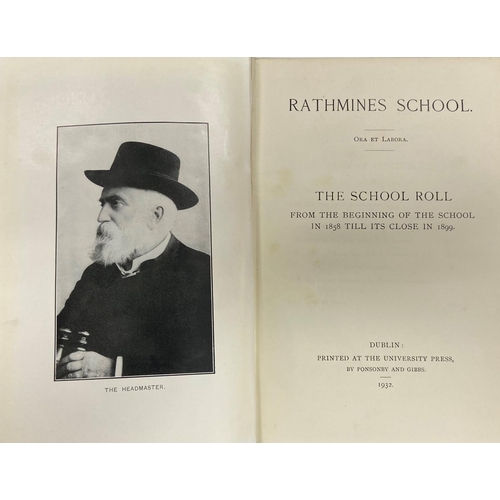 THE HEADMASTER.
RATHMINES SCHOOL.
ORA ET LABORA.
THE SCHOOL ROLL
FROM THE BEGINNING OF THE SCHOOL
IN 1858 TILL ITS CLOSE IN 1899.
DUBLIN:
PRINTED AT THE UNIVERSITY PRESS,
BY PONSONBY AND GIBBS.
1932.